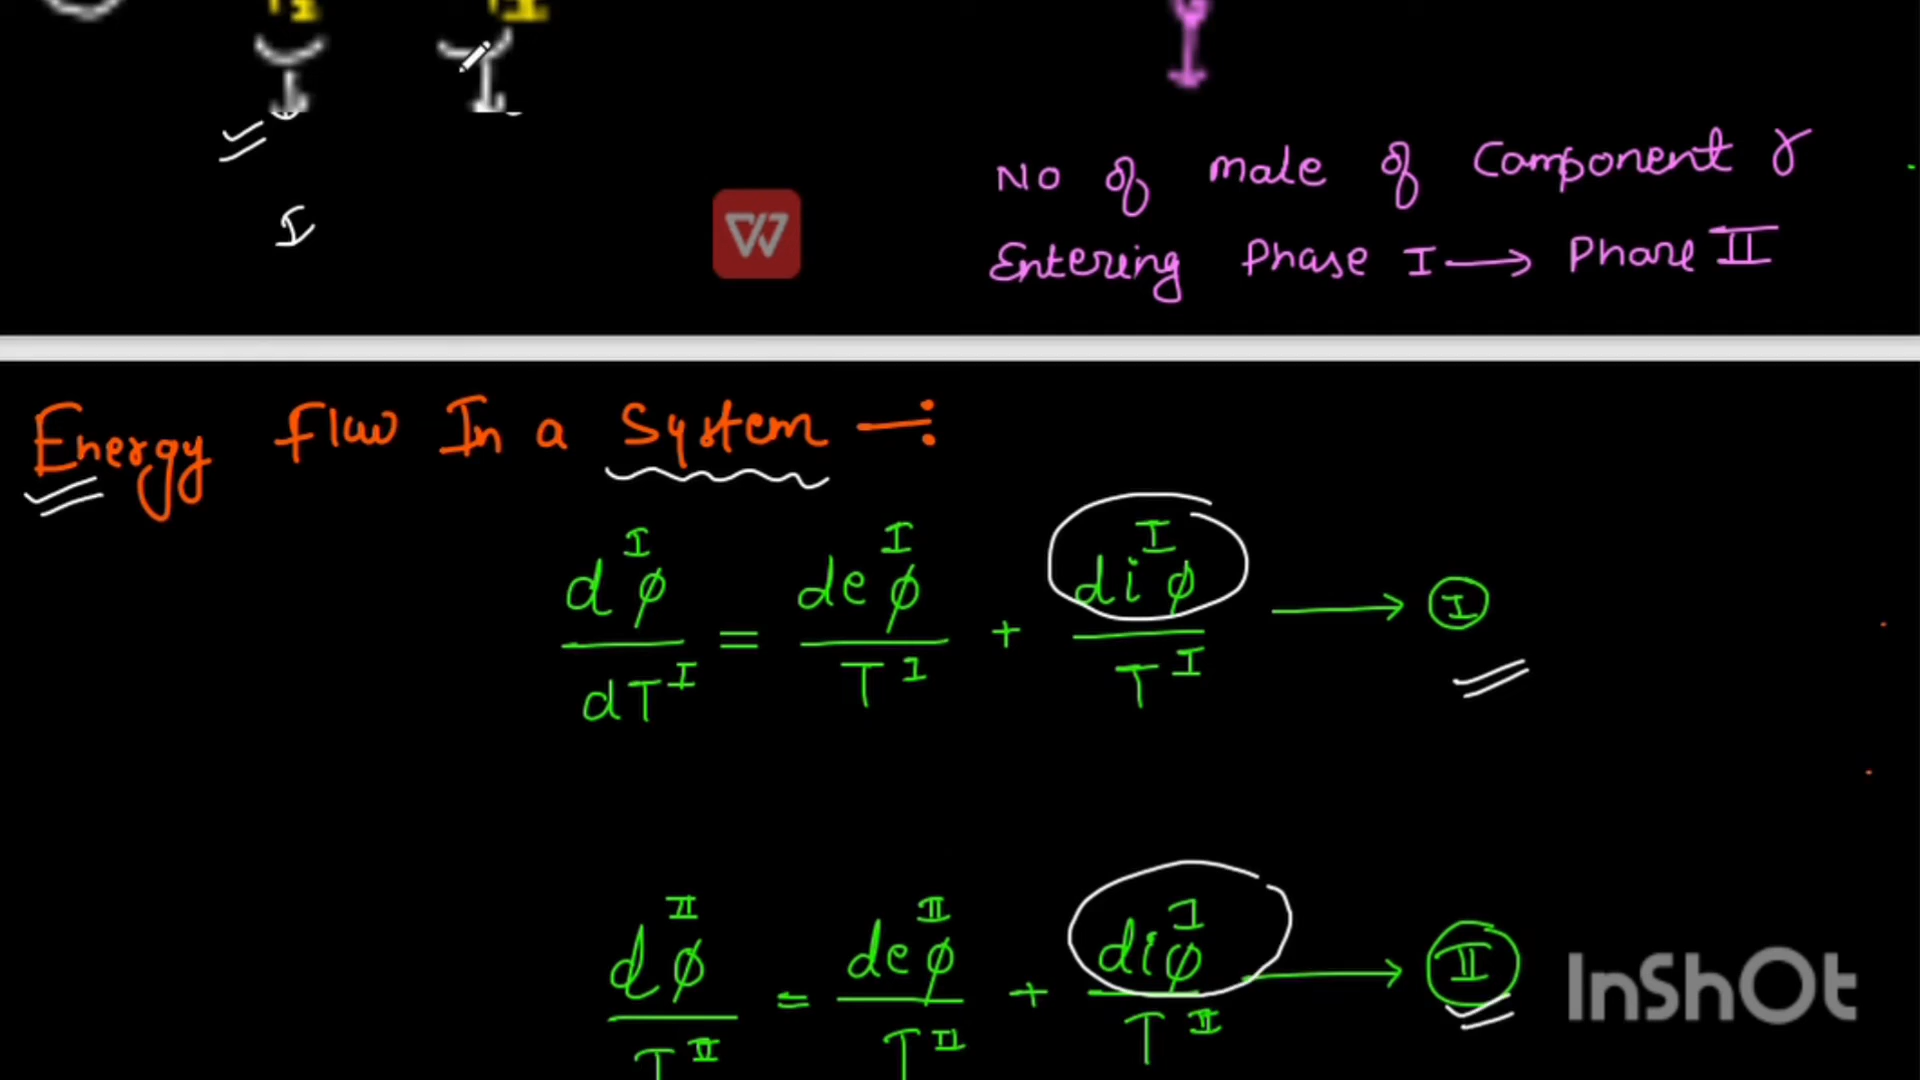 I
No of male of Component γ
Entering Phase I → Phase II
Energy flow In a System —:
dφ^I / dT^I = deφ^I / T^I + diφ^I / T^I → (I)
dφ^II / T^II = deφ^II / T^II + diφ^I / T^II → (II)
InShOt